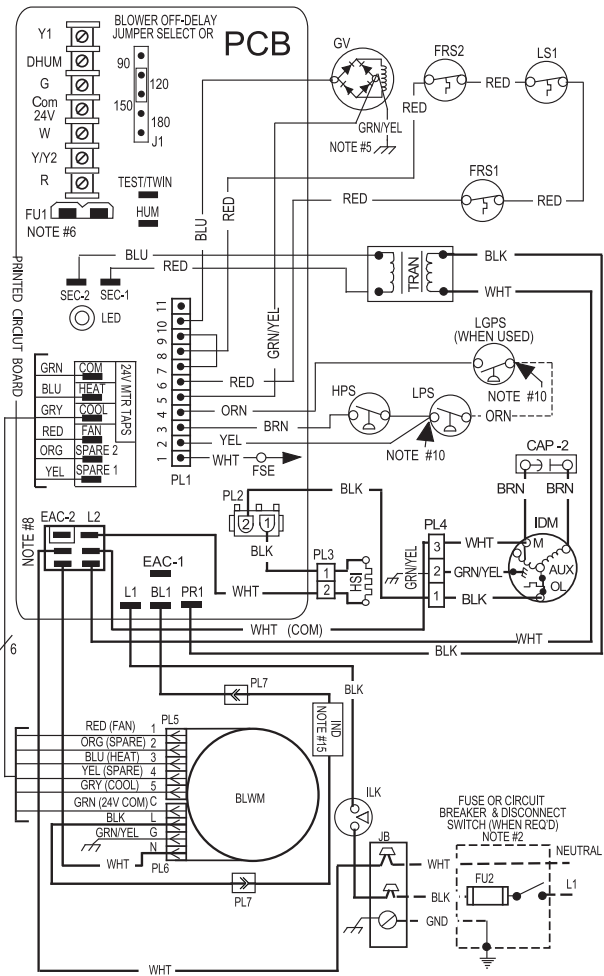 BLOWER OFF-DELAY
JUMPER SELECT OR
PCB
Y1
DHUM
G
Com
24V
W
Y/Y2
R
90
120
150
180
J1
FU1
NOTE #6
TEST/TWIN
HUM
GV
GRN/YEL
NOTE #5
FRS2
RED
LS1
RED
FRS1
RED
RED
BLU
RED
GRN/YEL
BLU
RED
SEC-2
SEC-1
LED
TRAN
BLK
WHT
PRINTED CIRCIUT BOARD
GRN
COM
BLU
HEAT
GRY
COOL
RED
FAN
ORG
SPARE 2
YEL
SPARE 1
24V MTR TAPS
11
10
9
8
7
6
5
4
3
2
1
PL1
RED
ORN
BRN
YEL
WHT
FSE
LGPS
(WHEN USED)
NOTE #10
HPS
LPS
ORN
NOTE #10
CAP -2
BRN
BRN
NOTE #8
EAC-2
L2
PL2
2
1
BLK
BLK
PL3
1
2
HSI
WHT
PL4
3
2
1
GRN/YEL
WHT
GRN/YEL
BLK
IDM
M
AUX
OL
EAC-1
L1
BL1
PR1
WHT (COM)
WHT
BLK
6
PL7
BLK
IND
NOTE #15
PL5
RED (FAN) 1
ORG (SPARE) 2
BLU (HEAT) 3
YEL (SPARE) 4
GRY (COOL) 5
GRN (24V COM) C
BLK L
GRN/YEL G
WHT N
PL6
BLWM
PL7
ILK
JB
WHT
BLK
GND
FUSE OR CIRCUIT
BREAKER & DISCONNECT
SWITCH (WHEN REQ'D)
NOTE #2
NEUTRAL
FU2
L1
WHT